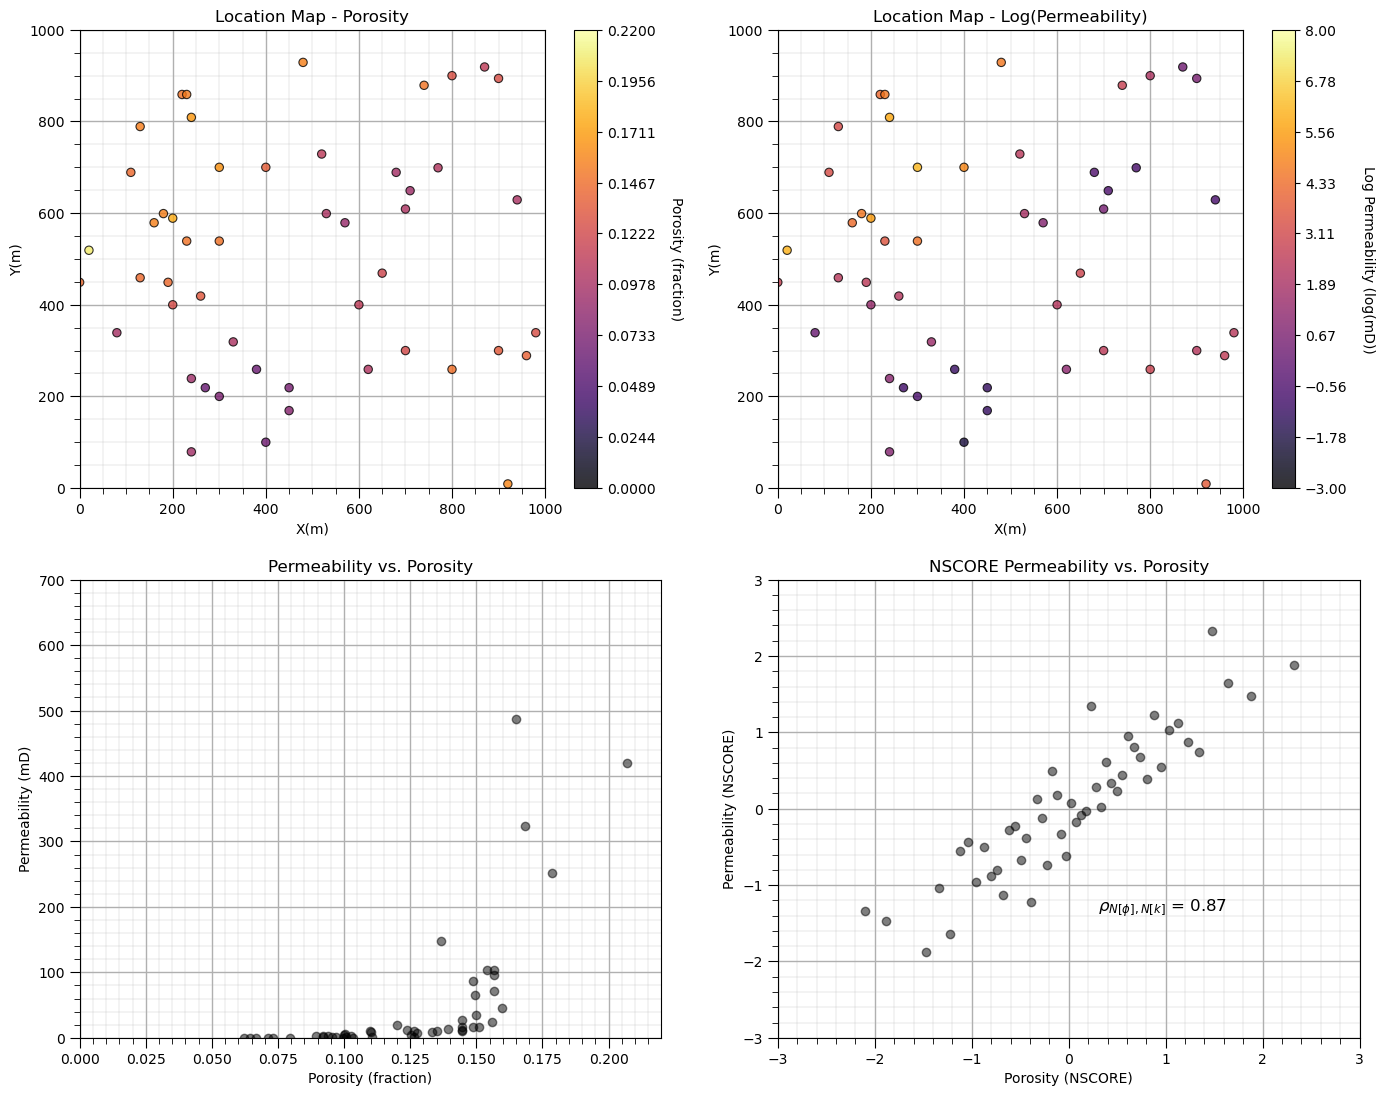 Location Map - Porosity
1000
800
600
400
200
0
Y(m)
0 200 400 600 800 1000
X(m)
0.2200
0.1956
0.1711
0.1467
0.1222
0.0978
0.0733
0.0489
0.0244
0.0000
Porosity (fraction)
Location Map - Log(Permeability)
1000
800
600
400
200
0
Y(m)
0 200 400 600 800 1000
X(m)
8.00
6.78
5.56
4.33
3.11
1.89
0.67
−0.56
−1.78
−3.00
Log Permeability (log(mD))
Permeability vs. Porosity
700
600
500
400
300
200
100
0
Permeability (mD)
0.000 0.025 0.050 0.075 0.100 0.125 0.150 0.175 0.200
Porosity (fraction)
NSCORE Permeability vs. Porosity
3
2
1
0
−1
−2
−3
Permeability (NSCORE)
ρN[ϕ],N[k] = 0.87
−3 −2 −1 0 1 2 3
Porosity (NSCORE)